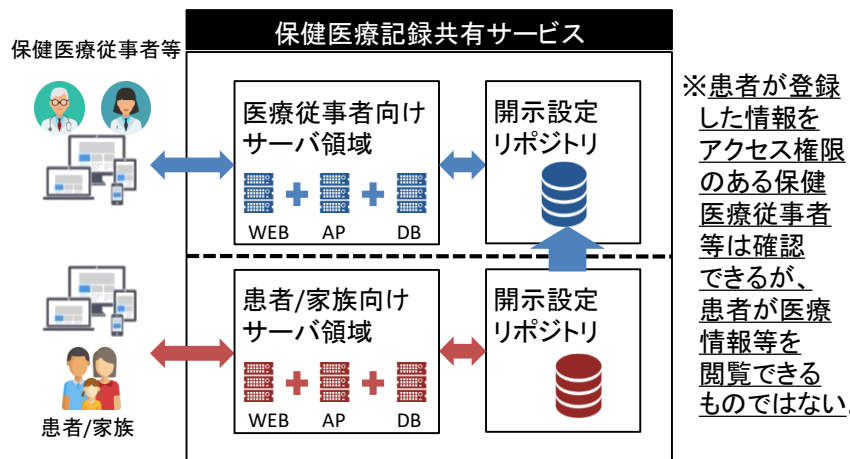 保健医療記録共有サービス
保健医療従事者等
医療従事者向け
サーバ領域
WEB
AP
DB
開示設定
リポジトリ
患者/家族向け
サーバ領域
WEB
AP
DB
開示設定
リポジトリ
患者/家族
※患者が登録
した情報を
アクセス権限
のある保健
医療従事者
等は確認
できるが、
患者が医療
情報等を
閲覧できる
ものではない。